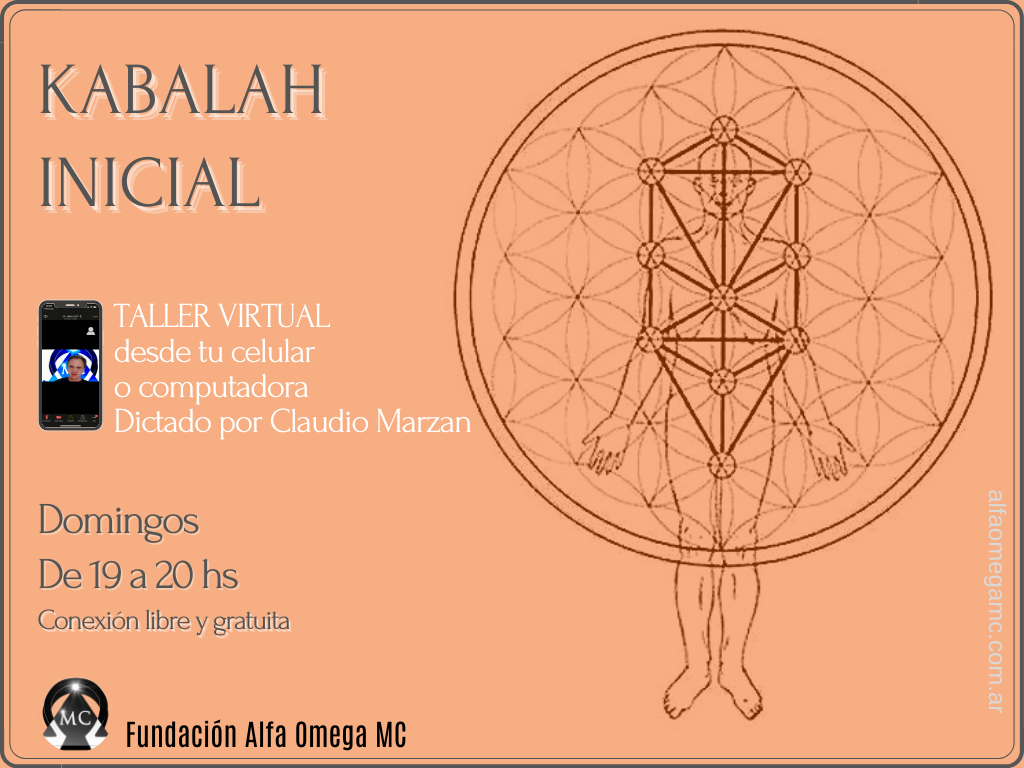 KABALAH
INICIAL
TALLER VIRTUAL
desde tu celular
o computadora
Dictado por Claudio Marzan
Domingos
De 19 a 20 hs
Conexión libre y gratuita
MC
Fundación Alfa Omega MC
alfaomegamc.com.ar